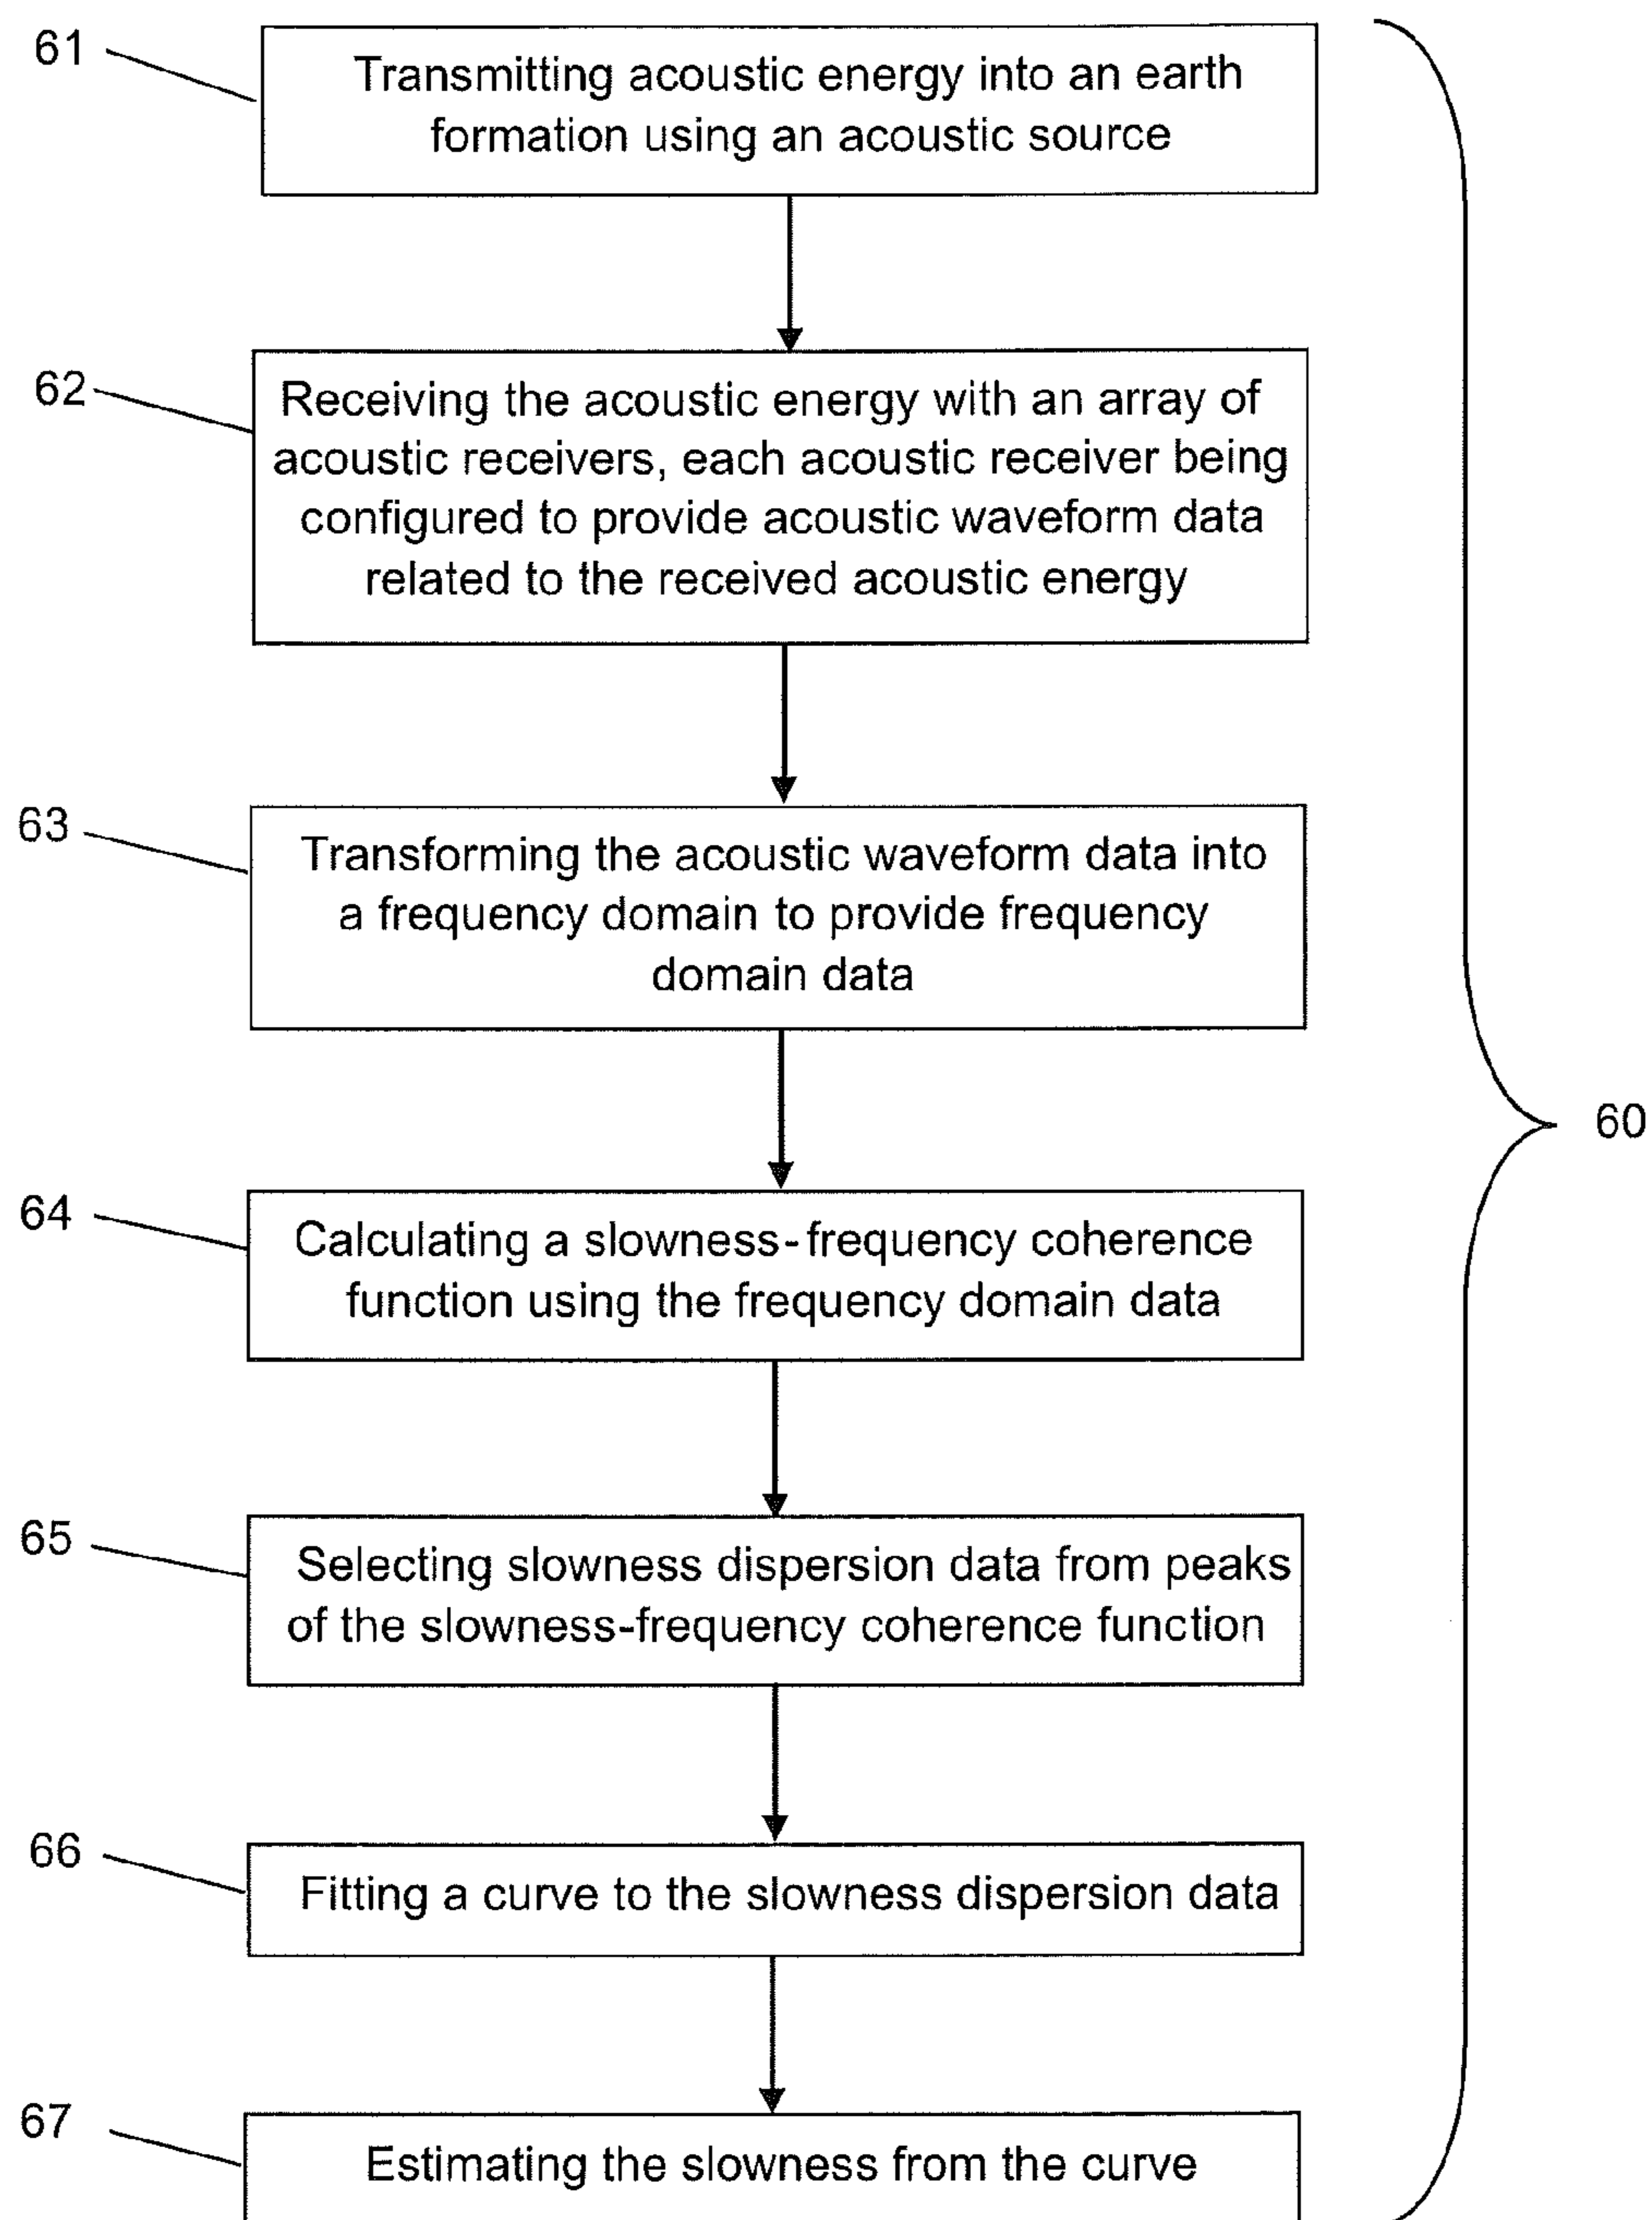 61
Transmitting acoustic energy into an earth
formation using an acoustic source
62
Receiving the acoustic energy with an array of
acoustic receivers, each acoustic receiver being
configured to provide acoustic waveform data
related to the received acoustic energy
63
Transforming the acoustic waveform data into
a frequency domain to provide frequency
domain data
60
64
Calculating a slowness-frequency coherence
function using the frequency domain data
65
Selecting slowness dispersion data from peaks
of the slowness-frequency coherence function
66
Fitting a curve to the slowness dispersion data
67
Estimating the slowness from the curve